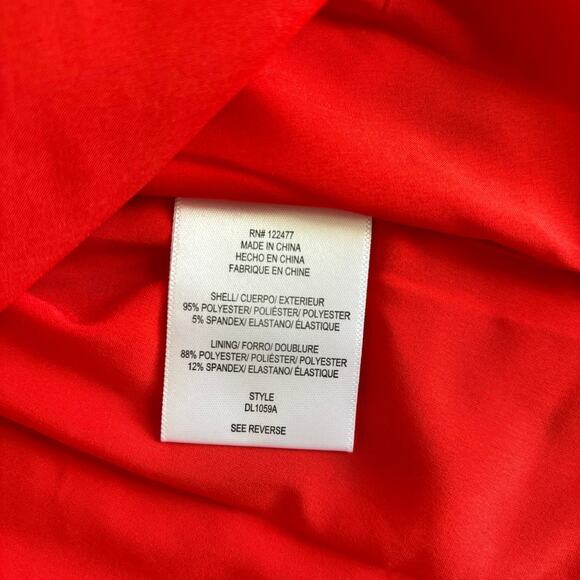 RN# 122477
MADE IN CHINA
HECHO EN CHINA
FABRIQUE EN CHINE
SHELL/ CUERPO/ EXTERIEUR
95% POLYESTER/ POLIÉSTER/ POLYESTER
5% SPANDEX/ ELASTANO/ ÉLASTIQUE
LINING/ FORRO/ DOUBLURE
88% POLYESTER/ POLIÉSTER/ POLYESTER
12% SPANDEX/ ELASTANO/ ÉLASTIQUE
STYLE
DL1059A
SEE REVERSE